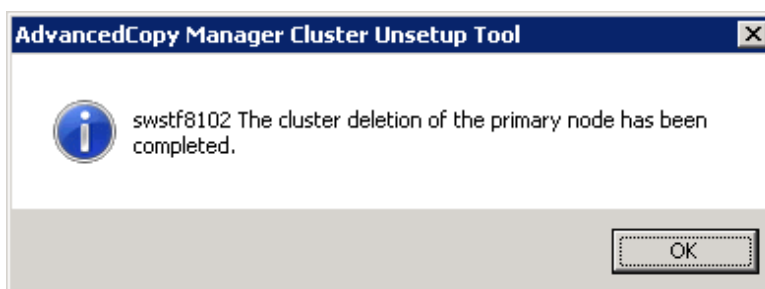 AdvancedCopy Manager Cluster Unsetup Tool
swstf8102 The cluster deletion of the primary node has been
completed.
OK